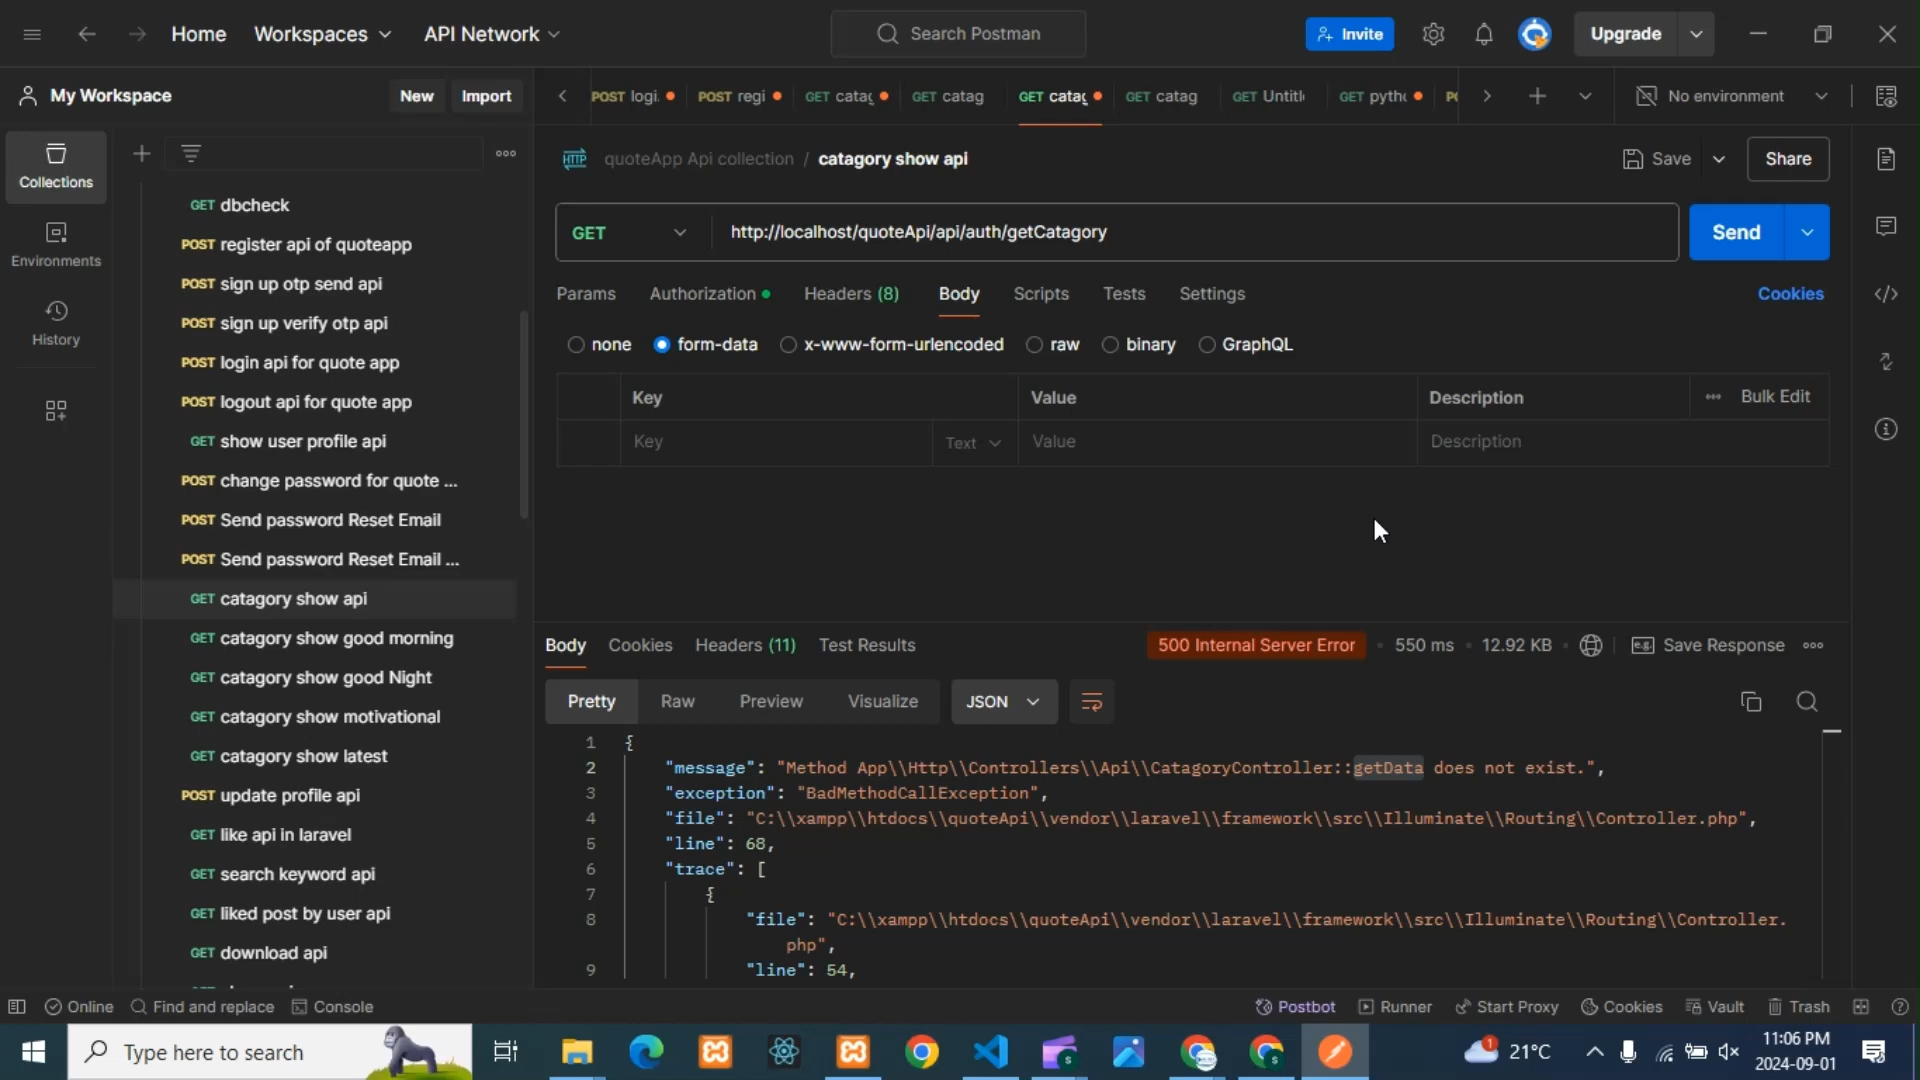 Home
Workspaces
API Network
Search Postman
Invite
Upgrade
My Workspace
New
Import
POST logi.
POST regi
GET catag
GET catag
GET catag
GET catag
GET Untitl
GET pyth
No environment
Collections
Environments
History
GET dbcheck
POST register api of quoteapp
POST sign up otp send api
POST sign up verify otp api
POST login api for quote app
POST logout api for quote app
GET show user profile api
POST change password for quote ...
POST Send password Reset Email
POST Send password Reset Email ...
GET catagory show api
GET catagory show good morning
GET catagory show good Night
GET catagory show motivational
GET catagory show latest
POST update profile api
GET like api in laravel
GET search keyword api
GET liked post by user api
GET download api
HTTP quoteApp Api collection / catagory show api
Save
Share
GET
http://localhost/quoteApi/api/auth/getCatagory
Send
Params
Authorization
Headers (8)
Body
Scripts
Tests
Settings
Cookies
none
form-data
x-www-form-urlencoded
raw
binary
GraphQL
Key
Value
Description
Bulk Edit
Key
Text
Value
Description
Body
Cookies
Headers (11)
Test Results
500 Internal Server Error
550 ms
12.92 KB
e.g. Save Response
Pretty
Raw
Preview
Visualize
JSON
1 {
2 "message": "Method App\\Http\\Controllers\\Api\\CatagoryController::getData does not exist.",
3 "exception": "BadMethodCallException",
4 "file": "C:\\xampp\\htdocs\\quoteApi\\vendor\\laravel\\framework\\src\\Illuminate\\Routing\\Controller.php",
5 "line": 68,
6 "trace": [
7 {
8 "file": "C:\\xampp\\htdocs\\quoteApi\\vendor\\laravel\\framework\\src\\Illuminate\\Routing\\Controller.
php",
9 "line": 54,
Online
Find and replace
Console
Postbot
Runner
Start Proxy
Cookies
Vault
Trash
Type here to search
1
21°C
11:06 PM
2024-09-01